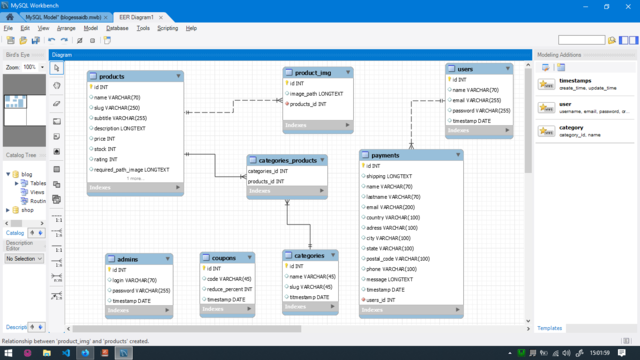 MySQL Workbench
MySQL Model* (blogessaidb.mwb)
EER Diagram1
File Edit View Arrange Model Database Tools Scripting Help
Bird's Eye
Zoom: 100%
Diagram
Modeling Additions
timestamps
create_time, update_time
user
username, email, password,
category
category_id, name
Catalog Tree
blog
Tables
Views
Routin
shop
Catalog
Description Editor
No Selection
Descripti
products
id INT
name VARCHAR(70)
slug VARCHAR(250)
subtitle VARCHAR(255)
description LONGTEXT
price INT
stock INT
rating INT
required_path_image LONGTEXT
1 more...
Indexes
product_img
id INT
image_path LONGTEXT
products_id INT
Indexes
users
id INT
name VARCHAR(70)
email VARCHAR(255)
password VARCHAR(255)
timestamp DATE
Indexes
categories_products
categories_id INT
products_id INT
Indexes
payments
id INT
shipping LONGTEXT
name VARCHAR(70)
lastname VARCHAR(70)
email VARCHAR(200)
country VARCHAR(100)
adress VARCHAR(100)
city VARCHAR(100)
state VARCHAR(100)
postal_code VARCHAR(100)
phone VARCHAR(100)
message LONGTEXT
timestamp DATE
users_id INT
Indexes
admins
id INT
login VARCHAR(70)
password VARCHAR(255)
timestamp DATE
Indexes
coupons
id INT
code VARCHAR(45)
reduce_percent INT
timestamp DATE
Indexes
categories
id INT
name VARCHAR(45)
slug VARCHAR(45)
timestamp DATE
Indexes
1:1
1:n
1:1
1:n
n:m
1:n
Templates
Relationship between 'product_img' and 'products' created.
15:01:59